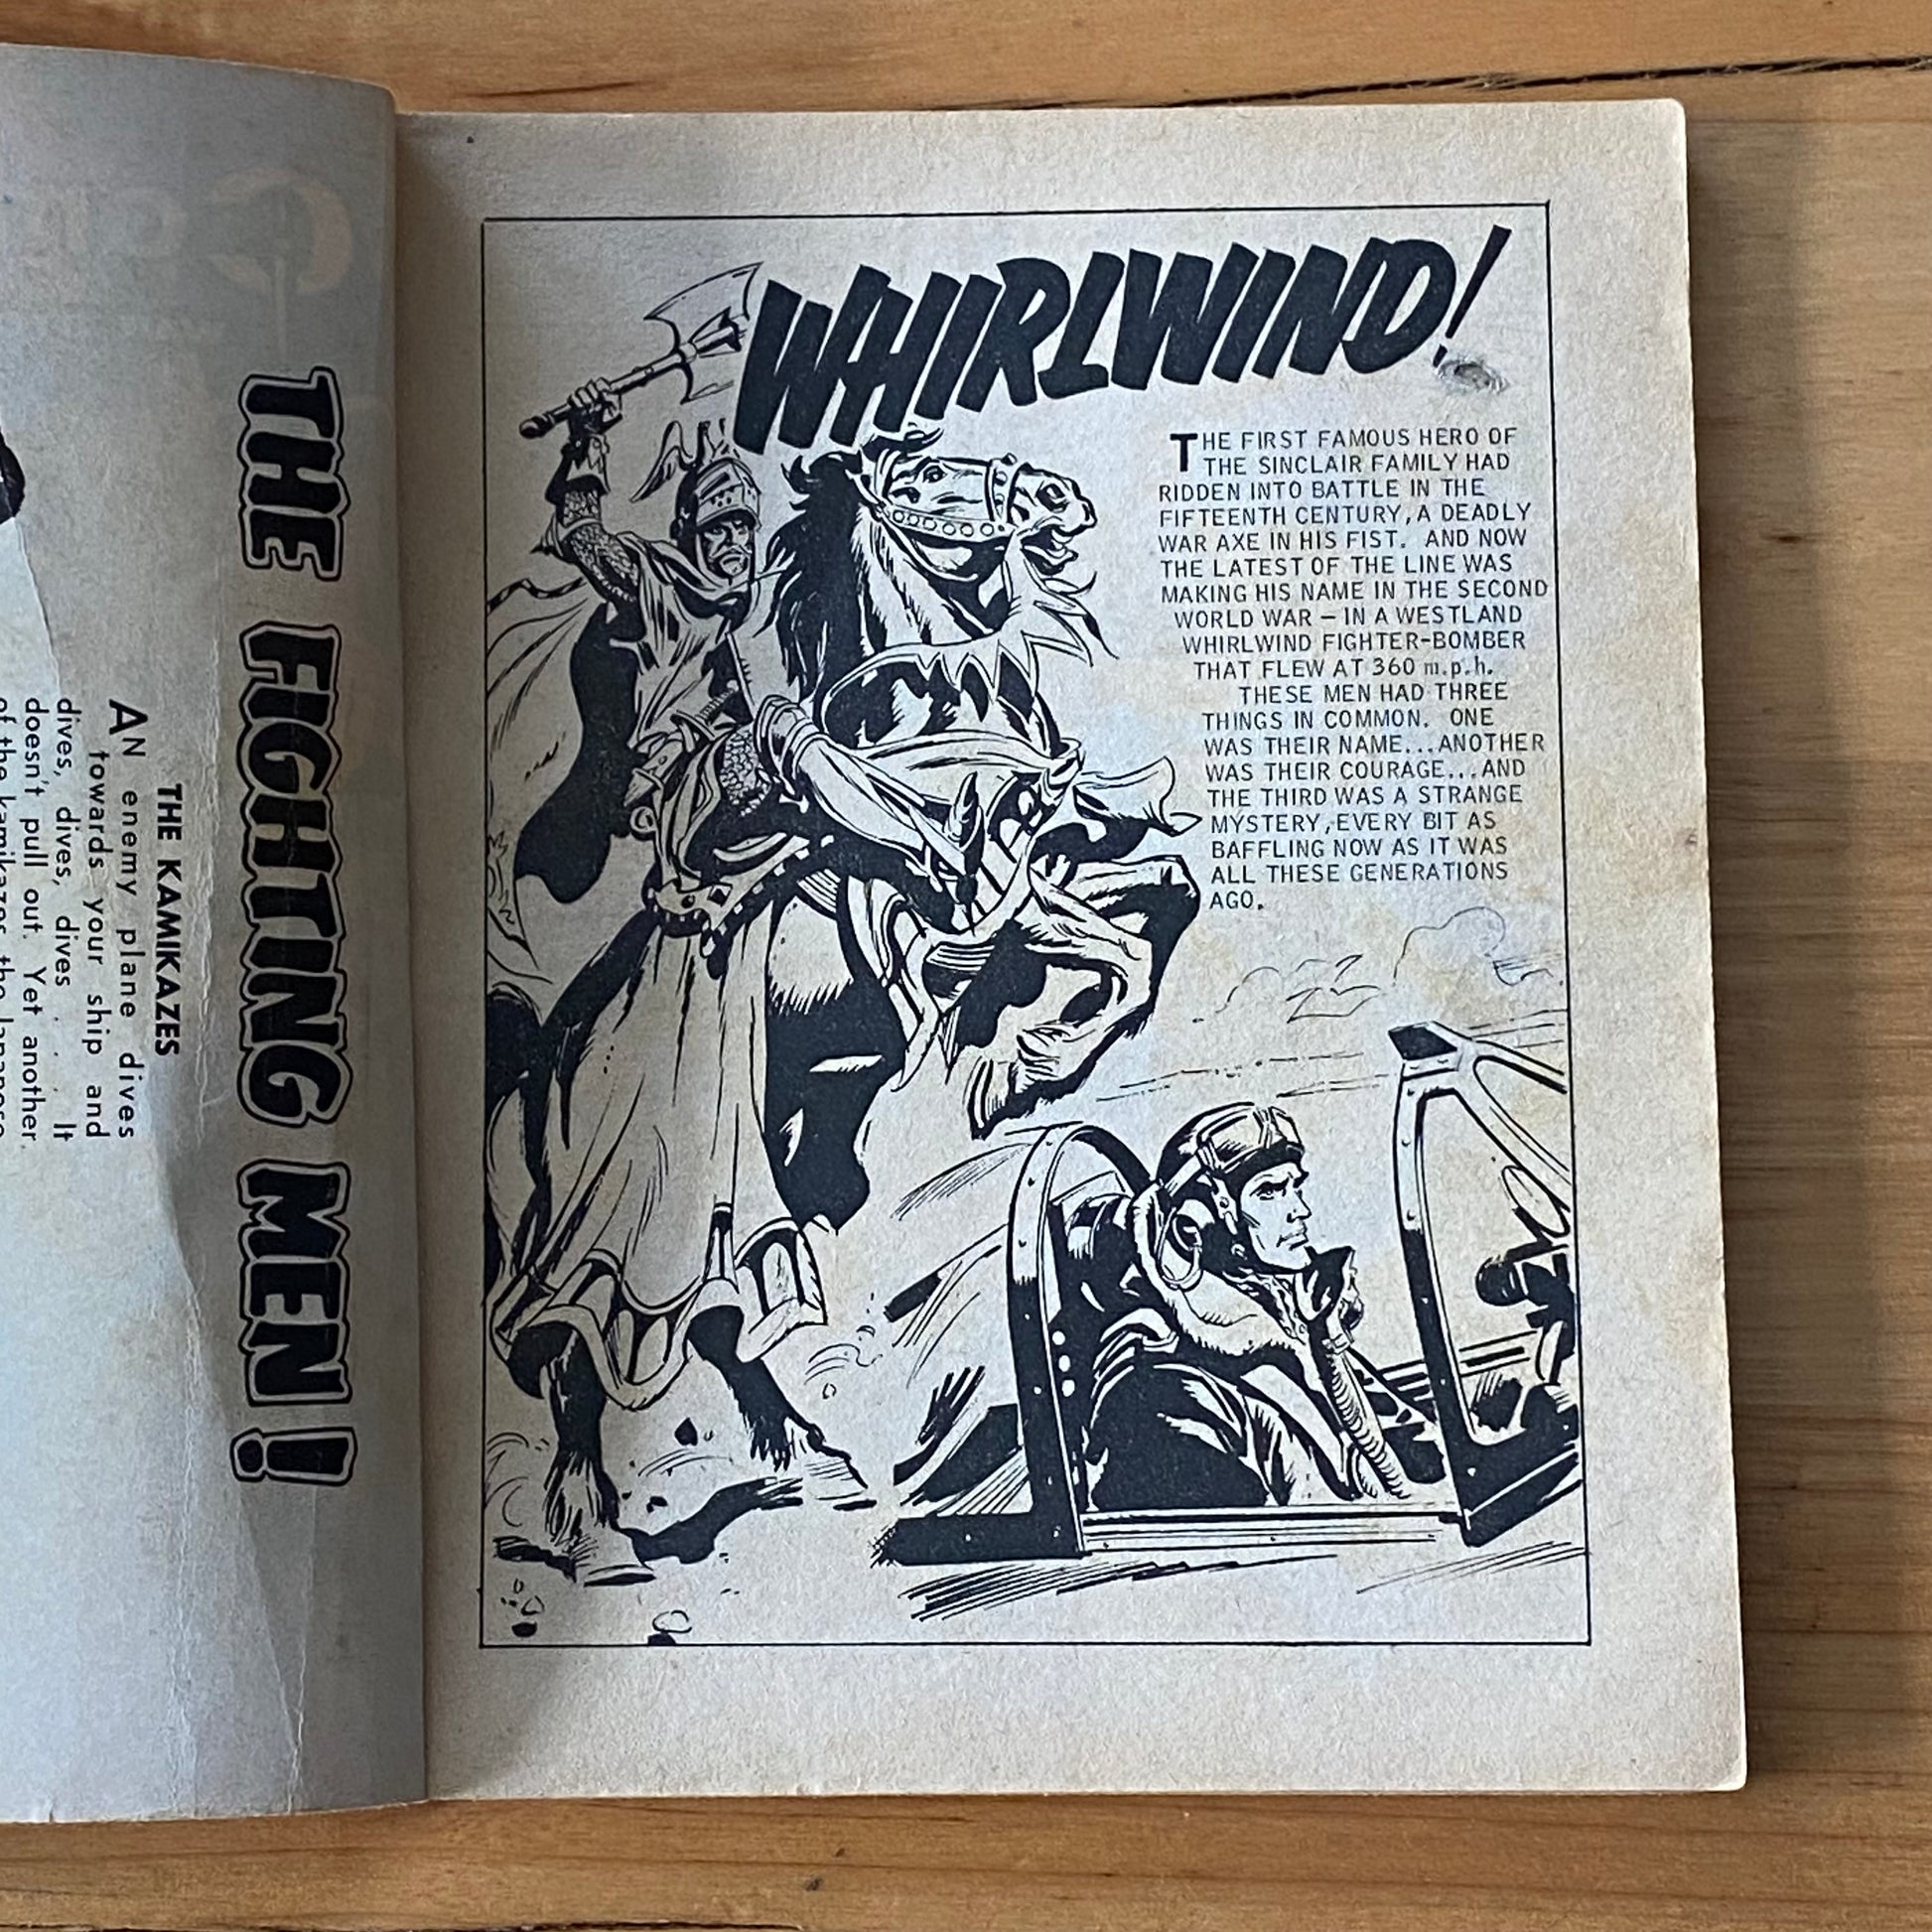 THE FIGHTING MEN!
THE KAMIKAZES
AN enemy plane dives
towards your ship and
dives, dives, dives . . . It
doesn't pull out. Yet another
of the kamikazes, the Japanese
WHIRLWIND!
THE FIRST FAMOUS HERO OF
THE SINCLAIR FAMILY HAD
RIDDEN INTO BATTLE IN THE
FIFTEENTH CENTURY, A DEADLY
WAR AXE IN HIS FIST. AND NOW
THE LATEST OF THE LINE WAS
MAKING HIS NAME IN THE SECOND
WORLD WAR – IN A WESTLAND
WHIRLWIND FIGHTER-BOMBER
THAT FLEW AT 360 m.p.h.
THESE MEN HAD THREE
THINGS IN COMMON. ONE
WAS THEIR NAME...ANOTHER
WAS THEIR COURAGE...AND
THE THIRD WAS A STRANGE
MYSTERY, EVERY BIT AS
BAFFLING NOW AS IT WAS
ALL THESE GENERATIONS
AGO.